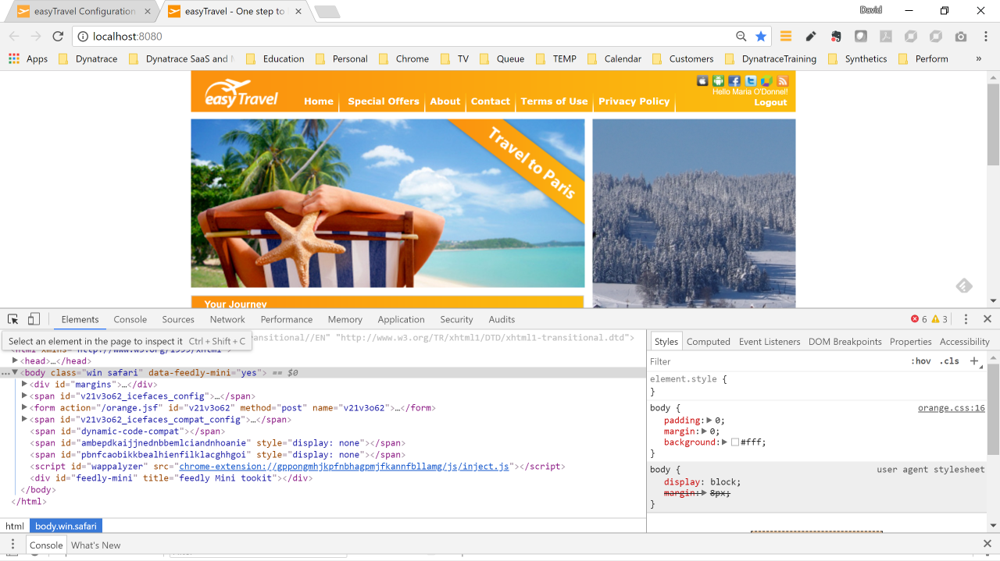 easyTravel Configuration
easyTravel - One step to
David
localhost:8080
Apps Dynatrace Dynatrace SaaS and Education Personal Chrome TV Queue TEMP Calendar Customers DynatraceTraining Synthetics Perform »
easyTravel
Home Special Offers About Contact Terms of Use Privacy Policy
Hello Maria O'Donnel!
Logout
Travel to Paris
Your Journey
Elements Console Sources Network Performance Memory Application Security Audits 6 3
Select an element in the page to inspect it Ctrl + Shift + C
ansitional//EN" "http://www.w3.org/TR/xhtml1/DTD/xhtml1-transitional.dtd">
<html xmlns="http://www.w3.org/1999/xhtml">
<head>…</head>
…<body class="win safari" data-feedly-mini="yes"> == $0
<div id="margins">…</div>
<span id="v21v3o62_icefaces_config">…</span>
<form action="/orange.jsf" id="v21v3o62" method="post" name="v21v3o62">…</form>
<span id="v21v3o62_icefaces_compat_config">…</span>
<span id="dynamic-code-compat"></span>
<span id="ambepdkaijjnednbbemlciandnhoanie" style="display: none"></span>
<span id="pbnfcaobikkbealhienfilklacghhgoi" style="display: none"></span>
<script id="wappalyzer" src="chrome-extension://gppongmhjkpfnbhagpmjfkannfbllamg/js/inject.js"></script>
<div id="feedly-mini" title="feedly Mini tookit"></div>
</body>
</html>
html body.win.safari
Styles Computed Event Listeners DOM Breakpoints Properties Accessibility
Filter :hov .cls +
element.style {
}
body { orange.css:16
padding: 0;
margin: 0;
background: #fff;
}
body { user agent stylesheet
display: block;
margin: 8px;
}
Console What's New